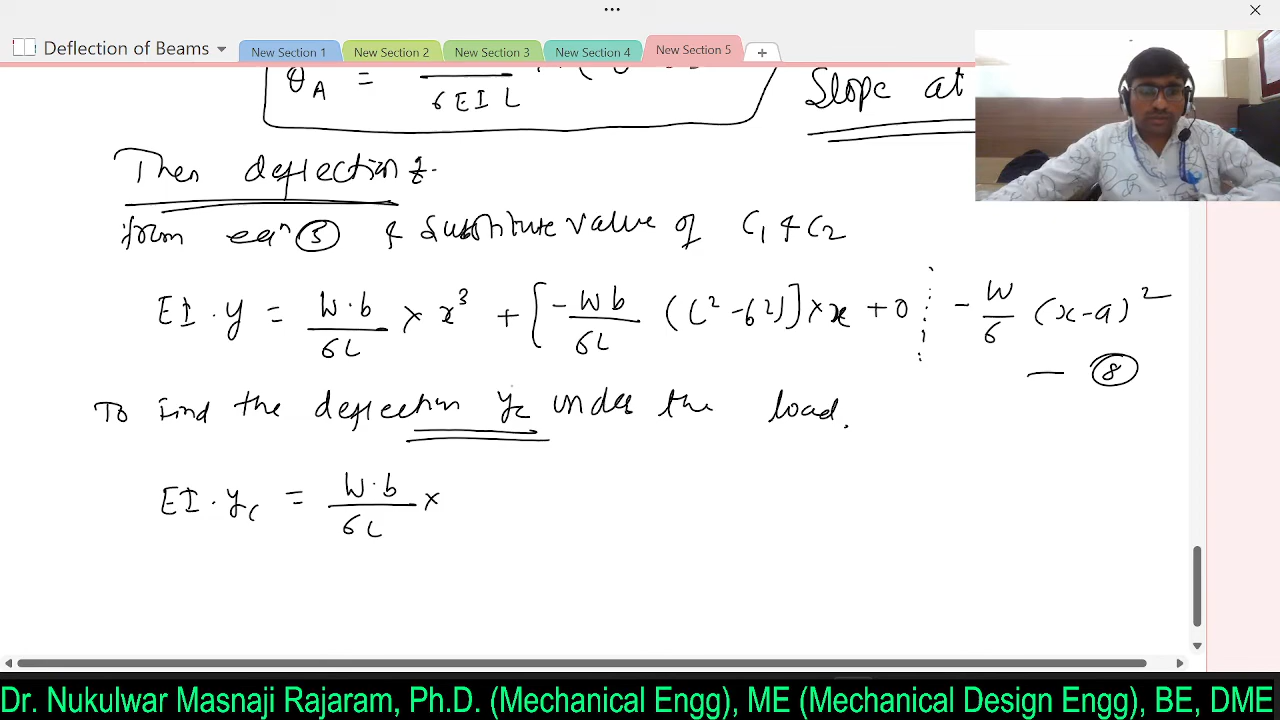 Deflection of Beams New Section 1 New Section 2 New Section 3 New Section 4 New Section 5 +
θA = / 6EIL
Slope at
Then deflection :-
from eqn (3) & Substitute value of C1 & C2
EI·y = W·b/6L × x³ + [-Wb/6L (L² - b²)] × x + 0 ⋮ - W/6 (x-a)² — (8)
To Find the deflection yc under the load.
EI·yc = W·b/6L ×
Dr. Nukulwar Masnaji Rajaram, Ph.D. (Mechanical Engg), ME (Mechanical Design Engg), BE, DME